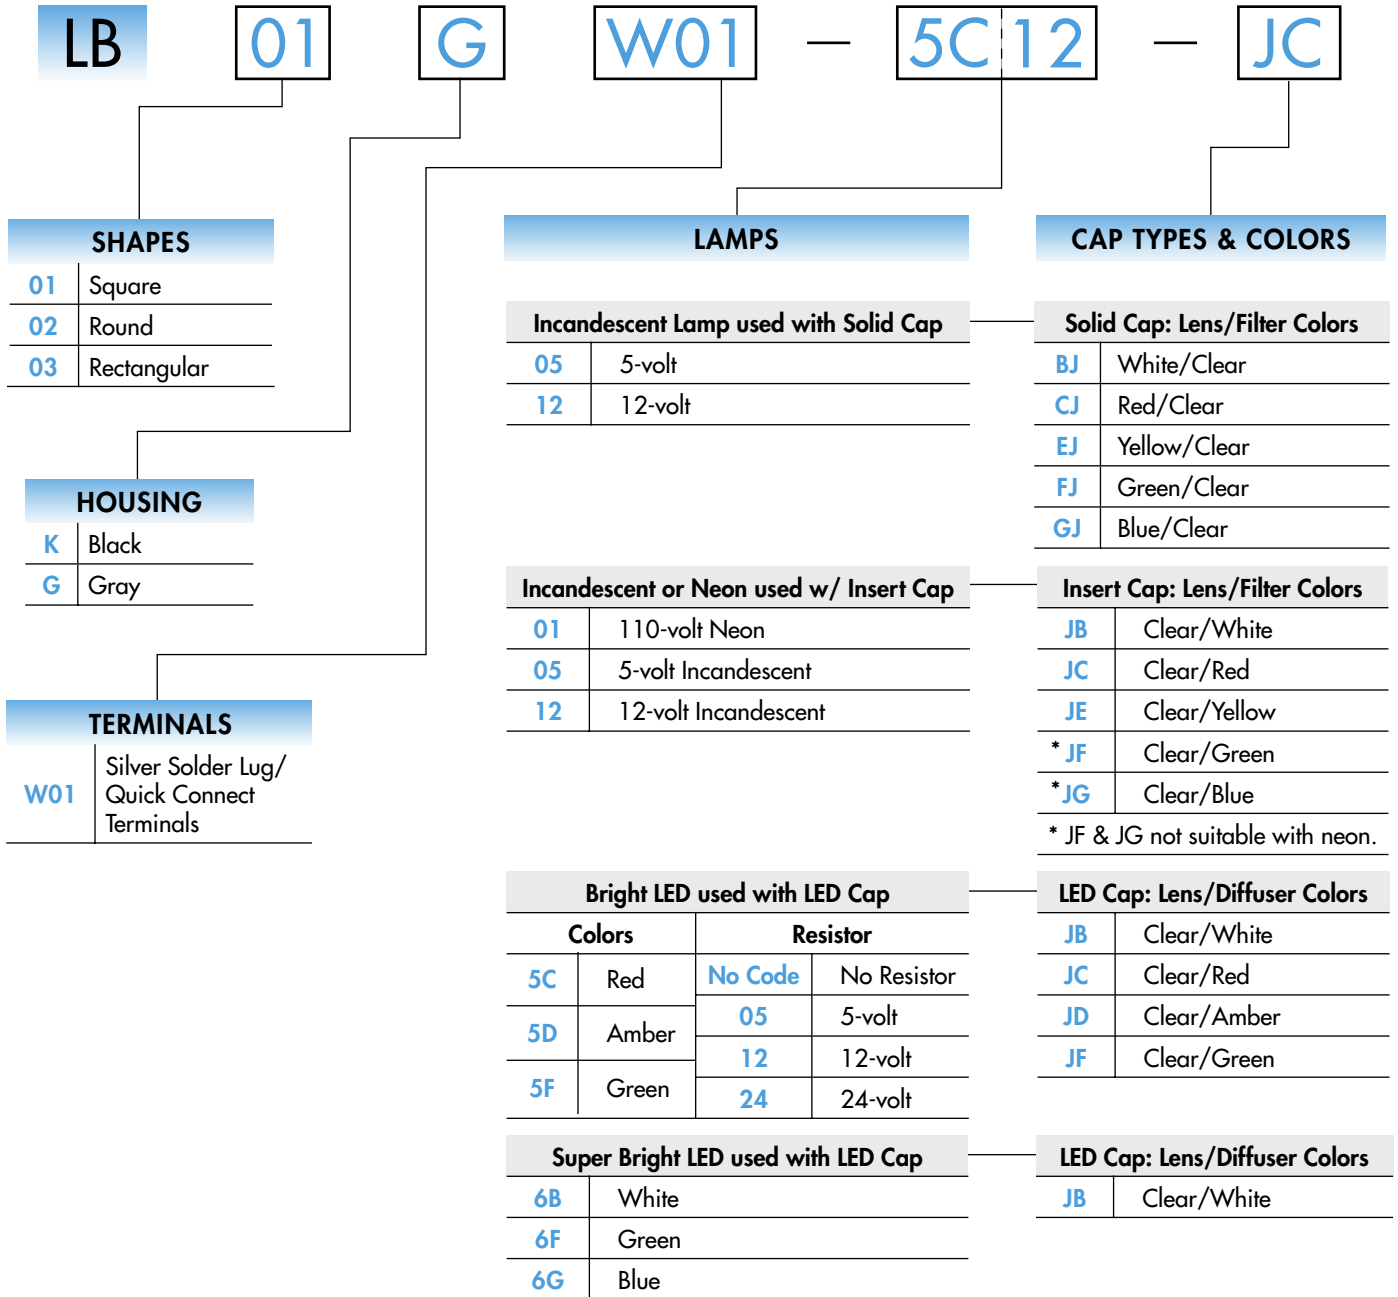 LB 01 G W01 — 5C12 — JC
SHAPES
01 Square
02 Round
03 Rectangular
HOUSING
K Black
G Gray
TERMINALS
W01 Silver Solder Lug/
Quick Connect
Terminals
LAMPS
Incandescent Lamp used with Solid Cap
05 5-volt
12 12-volt
Incandescent or Neon used w/ Insert Cap
01 110-volt Neon
05 5-volt Incandescent
12 12-volt Incandescent
Bright LED used with LED Cap
Colors Resistor
5C Red
5D Amber
5F Green
No Code No Resistor
05 5-volt
12 12-volt
24 24-volt
Super Bright LED used with LED Cap
6B White
6F Green
6G Blue
CAP TYPES & COLORS
Solid Cap: Lens/Filter Colors
BJ White/Clear
CJ Red/Clear
EJ Yellow/Clear
FJ Green/Clear
GJ Blue/Clear
Insert Cap: Lens/Filter Colors
JB Clear/White
JC Clear/Red
JE Clear/Yellow
* JF Clear/Green
* JG Clear/Blue
* JF & JG not suitable with neon.
LED Cap: Lens/Diffuser Colors
JB Clear/White
JC Clear/Red
JD Clear/Amber
JF Clear/Green
LED Cap: Lens/Diffuser Colors
JB Clear/White